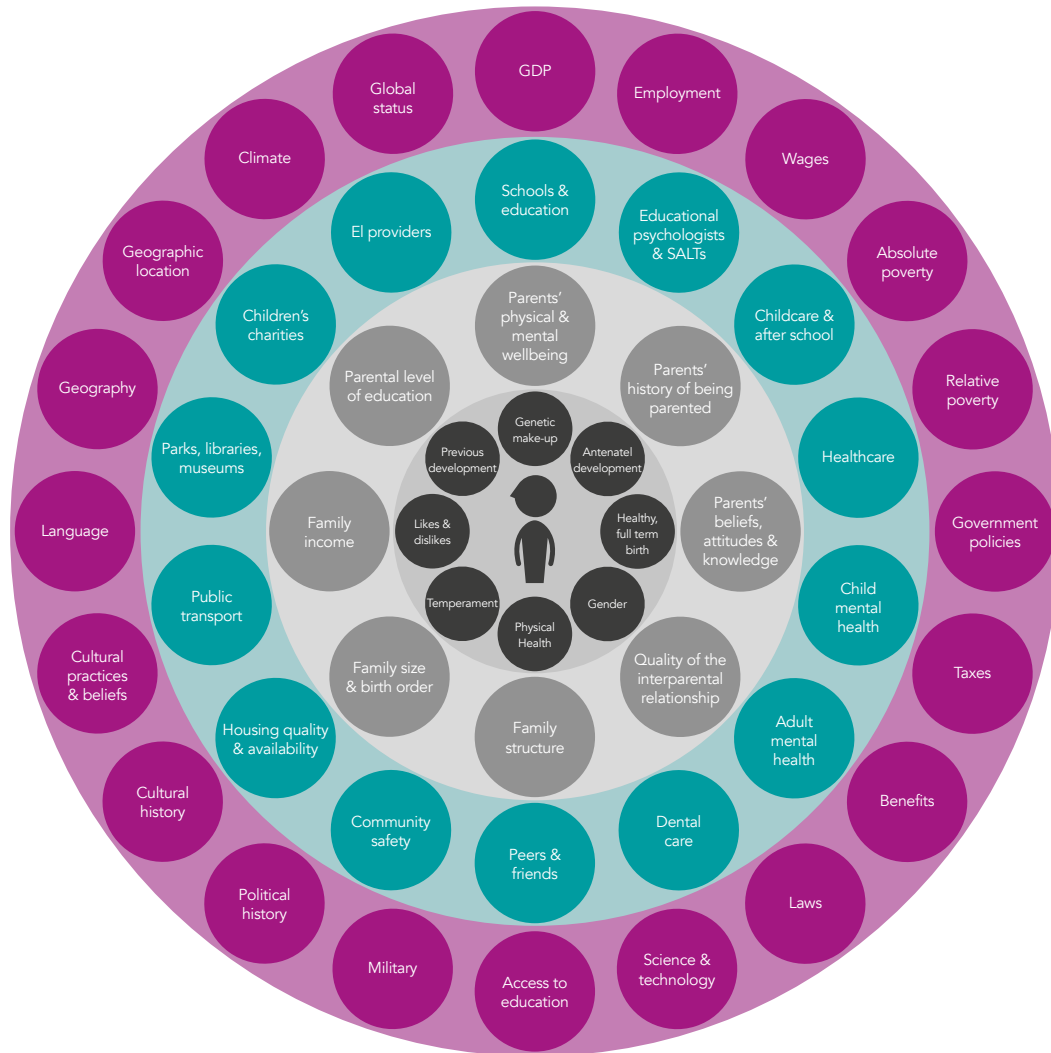 GDP
Employment
Wages
Absolute
poverty
Relative
poverty
Government
policies
Taxes
Benefits
Laws
Science &
technology
Access to
education
Military
Political
history
Cultural
history
Cultural
practices
& beliefs
Language
Geography
Geographic
location
Climate
Global
status
Schools &
education
Educational
psychologists
& SALTs
Childcare &
after school
Healthcare
Child
mental
health
Adult
mental
health
Dental
care
Peers &
friends
Community
safety
Housing quality
& availability
Public
transport
Parks, libraries,
museums
Children's
charities
EI providers
Parents'
physical &
mental
wellbeing
Parents'
history of being
parented
Parents'
beliefs,
attitudes &
knowledge
Quality of the
interparental
relationship
Family
structure
Family size
& birth order
Family
income
Parental level
of education
Genetic
make-up
Antenatel
development
Healthy,
full term
birth
Gender
Physical
Health
Temperament
Likes &
dislikes
Previous
development